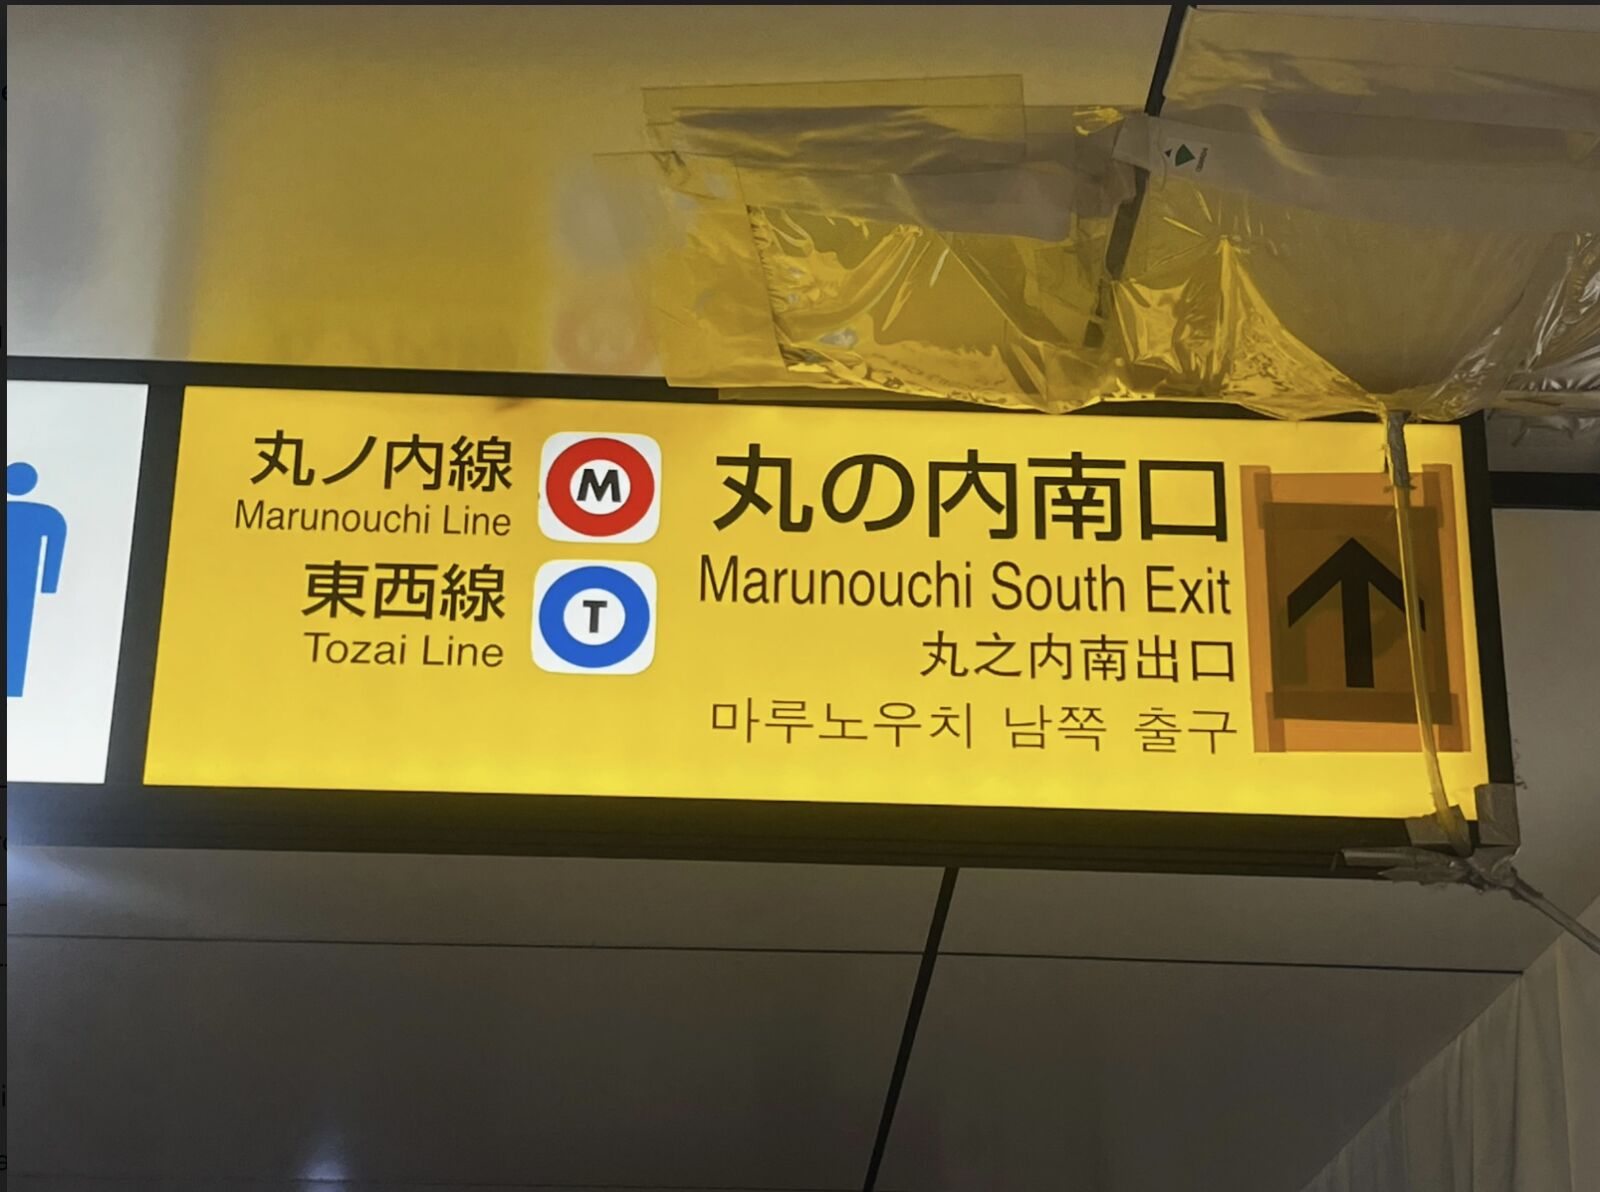 丸ノ内線
Marunouchi Line
M
東西線
Tozai Line
T
丸の内南口
Marunouchi South Exit
丸之内南出口
마루노우치 남쪽 출구